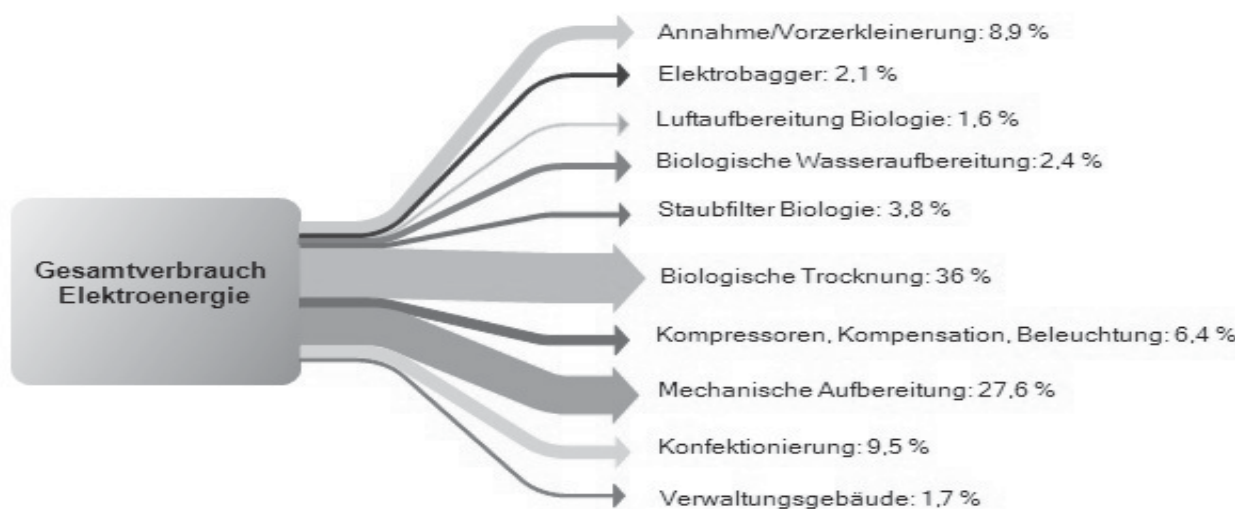 Annahme/Vorzerkleinerung: 8,9 %
Elektrobagger: 2,1 %
Luftaufbereitung Biologie: 1,6 %
Biologische Wasseraufbereitung: 2,4 %
Staubfilter Biologie: 3,8 %
Gesamtverbrauch
Elektroenergie
Biologische Trocknung: 36 %
Kompressoren, Kompensation, Beleuchtung: 6,4 %
Mechanische Aufbereitung: 27,6 %
Konfektionierung: 9,5 %
Verwaltungsgebäude: 1,7 %